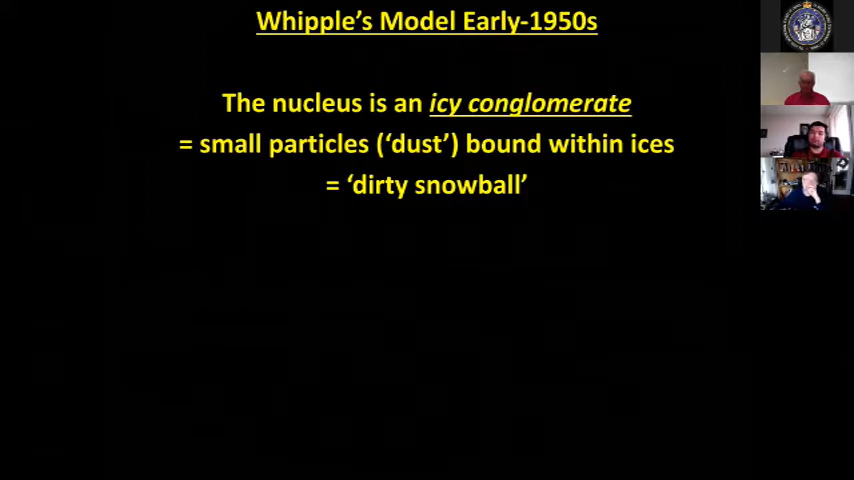 Whipple's Model Early-1950s
The nucleus is an icy conglomerate
= small particles ('dust') bound within ices
= 'dirty snowball'